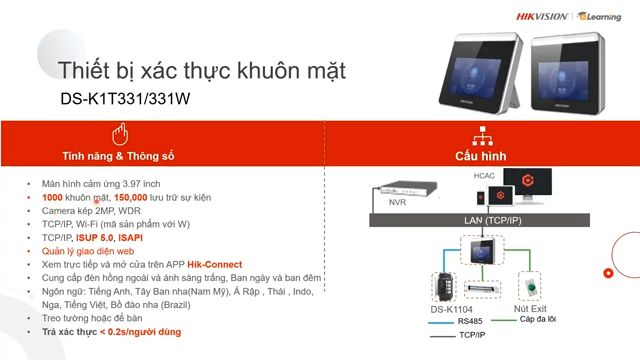 HIKVISION | eLearning
Thiết bị xác thực khuôn mặt
DS-K1T331/331W
HIKVISION
HIKVISION
Tính năng & Thông số
Cấu hình
• Màn hình cảm ứng 3.97 inch
• 1000 khuôn mặt, 150,000 lưu trữ sự kiện
• Camera kép 2MP, WDR
• TCP/IP, Wi-Fi (mã sản phẩm với W)
• TCP/IP, ISUP 5.0, ISAPI
• Quản lý giao diện web
• Xem trực tiếp và mở cửa trên APP Hik-Connect
• Cung cấp đèn hồng ngoài và ánh sáng trắng, Ban ngày và ban đêm
• Ngôn ngữ: Tiếng Anh, Tây Ban nha(Nam Mỹ), Ả Rập , Thái , Indo,
Nga, Tiếng Việt, Bồ đào nha (Brazil)
• Treo tường hoặc để bàn
• Trả xác thực < 0.2s/người dùng
HCAC
NVR
LAN (TCP/IP)
DS-K1104
Nút Exit
RS485
Cáp đa lõi
TCP/IP